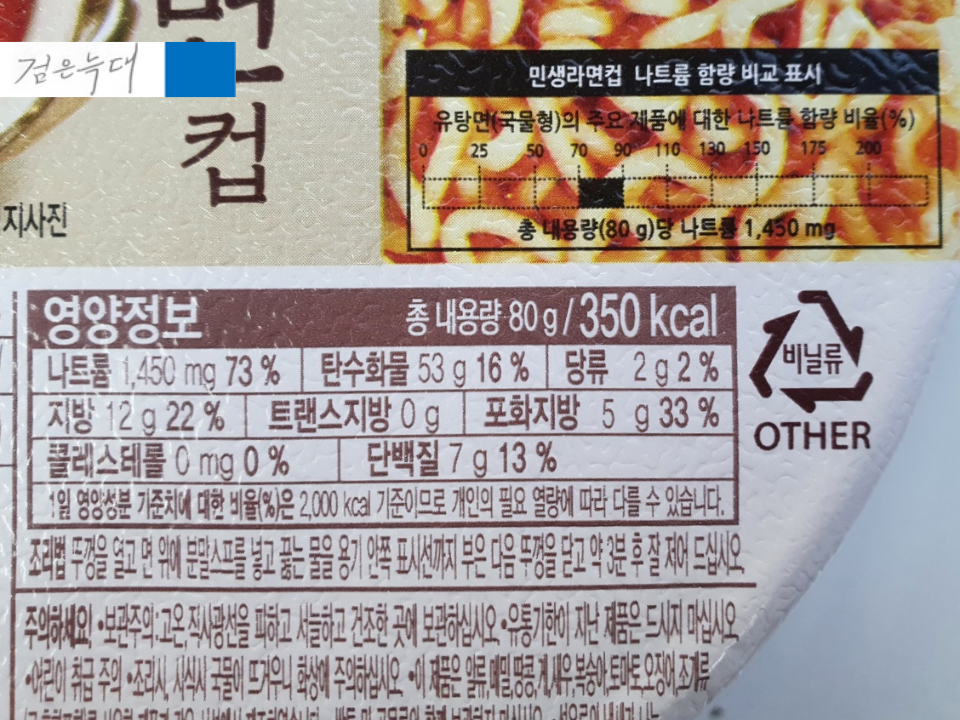 검은늑대
컵
지사진
민생라면컵 나트륨 함량 비교 표시
유탕면(국물형)의 주요 제품에 대한 나트륨 함량 비율(%)
0 25 50 70 90 110 130 150 175 200
총 내용량(80 g)당 나트륨 1,450 mg
영양정보 총 내용량 80 g / 350 kcal
나트륨 1,450 mg 73 % 탄수화물 53 g 16 % 당류 2 g 2 %
지방 12 g 22 % 트랜스지방 0 g 포화지방 5 g 33 %
콜레스테롤 0 mg 0 % 단백질 7 g 13 %
1일 영양성분 기준치에 대한 비율(%)은 2,000 kcal 기준이므로 개인의 필요 열량에 따라 다를 수 있습니다.
비닐류
OTHER
조리법 뚜껑을 열고 면 위에 분말스프를 넣고 끓는 물을 용기 안쪽 표시선까지 부은 다음 뚜껑을 닫고 약 3분 후 잘 저어 드십시오.
주의하세요! •보관주의: 고온, 직사광선을 피하고 서늘하고 건조한 곳에 보관하십시오. •유통기한이 지난 제품은 드시지 마십시오.
•어린이 취급 주의 •조리시, 식시 국물이 뜨거우니 화상에 주의하십시오. •이 제품은 알류, 메밀, 땅콩, 게, 새우, 복숭아, 토마토, 오징어, 조개류